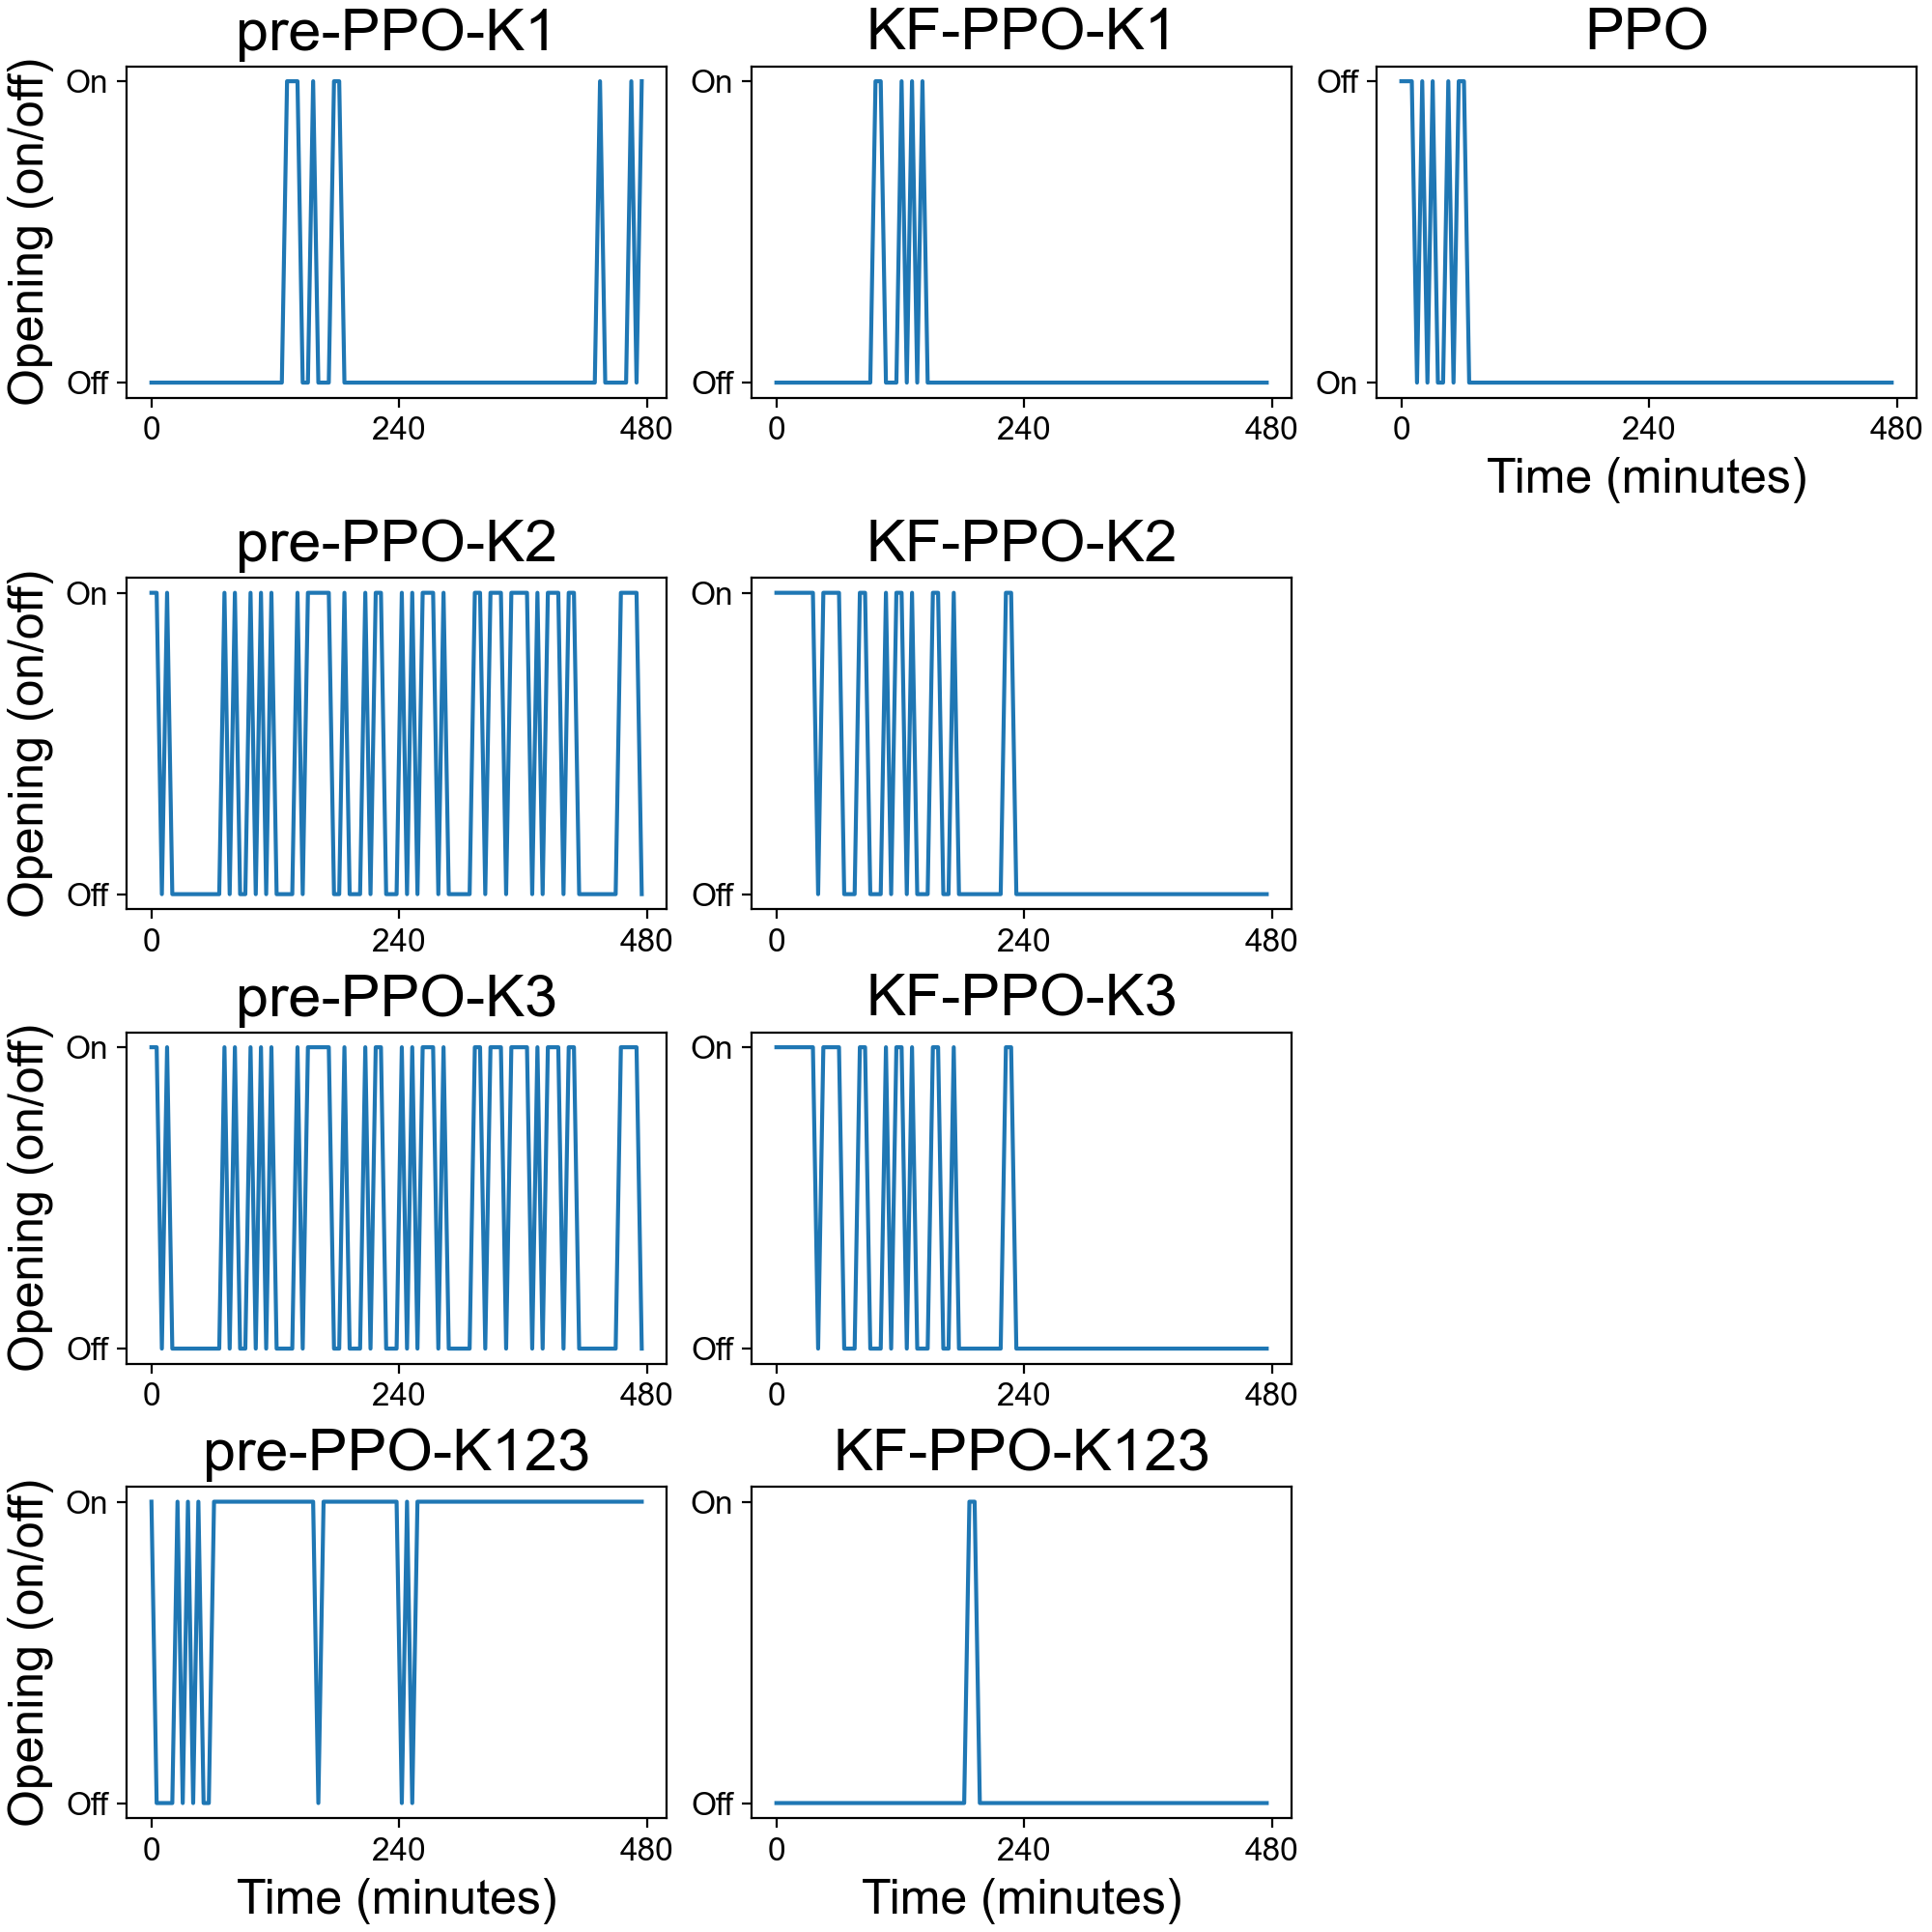 pre-PPO-K1
KF-PPO-K1
PPO
Opening (on/off)
On
Off
0
240
480
On
Off
0
240
480
Off
On
0
240
480
Time (minutes)
pre-PPO-K2
KF-PPO-K2
Opening (on/off)
On
Off
0
240
480
On
Off
0
240
480
pre-PPO-K3
KF-PPO-K3
Opening (on/off)
On
Off
0
240
480
On
Off
0
240
480
pre-PPO-K123
KF-PPO-K123
Opening (on/off)
On
Off
0
240
480
Time (minutes)
On
Off
0
240
480
Time (minutes)